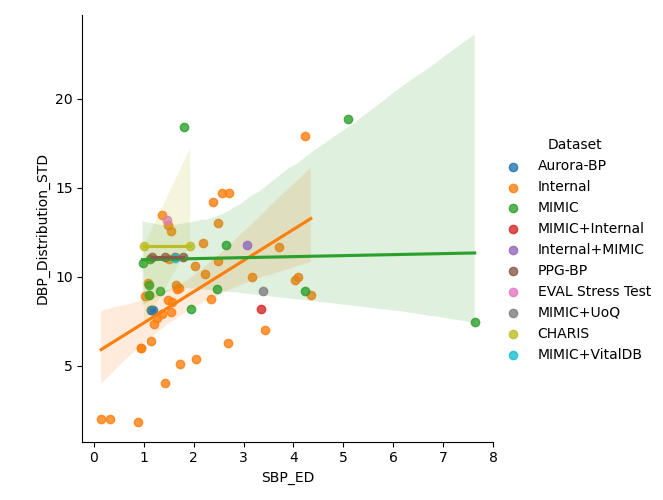 DBP_Distribution_STD
20
15
10
5
0 1 2 3 4 5 6 7 8
SBP_ED
Dataset
Aurora-BP
Internal
MIMIC
MIMIC+Internal
Internal+MIMIC
PPG-BP
EVAL Stress Test
MIMIC+UoQ
CHARIS
MIMIC+VitalDB